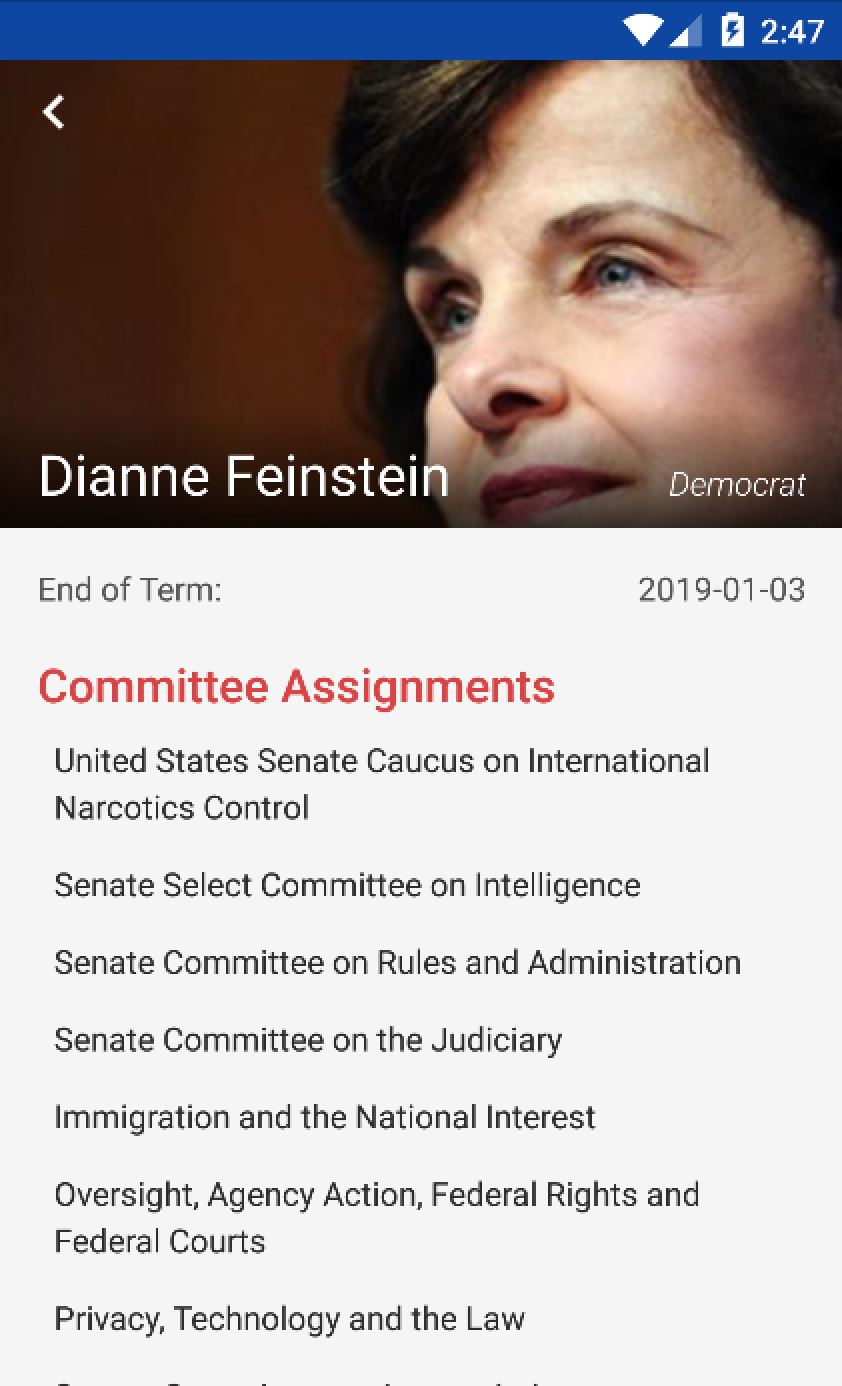 2:47
Dianne Feinstein
Democrat
End of Term:
2019-01-03
Committee Assignments
United States Senate Caucus on International
Narcotics Control
Senate Select Committee on Intelligence
Senate Committee on Rules and Administration
Senate Committee on the Judiciary
Immigration and the National Interest
Oversight, Agency Action, Federal Rights and
Federal Courts
Privacy, Technology and the Law